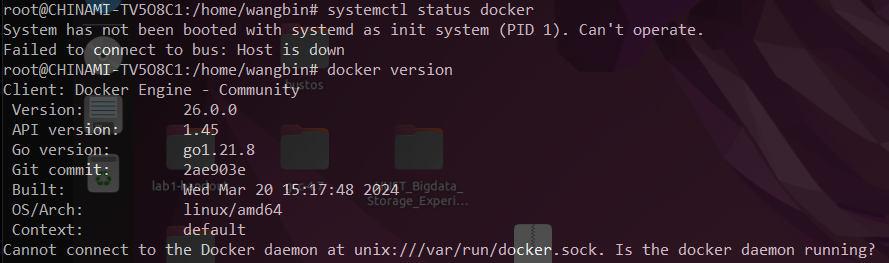 root@CHINAMI-TV5O8C1:/home/wangbin# systemctl status docker
System has not been booted with systemd as init system (PID 1). Can't operate.
Failed to connect to bus: Host is down
root@CHINAMI-TV5O8C1:/home/wangbin# docker version
Client: Docker Engine - Community
bustos
Version: 26.0.0
API version: 1.45
Go version: go1.21.8
Git commit: 2ae903e
Built: Wed Mar 20 15:17:48 2024
OS/Arch: linux/amd64
Storage_Experi...
Context: default
Cannot connect to the Docker daemon at unix:///var/run/docker.sock. Is the docker daemon running?